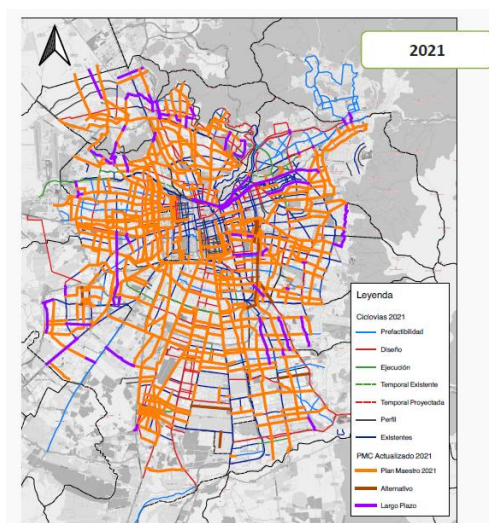 2021
Leyenda
Ciclovias 2021
Prefactibilidad
Diseño
Ejecución
Temporal Existente
Temporal Proyectada
Perfil
Existentes
PMC Actualizado 2021
Plan Maestro 2021
Alternativo
Largo Plazo